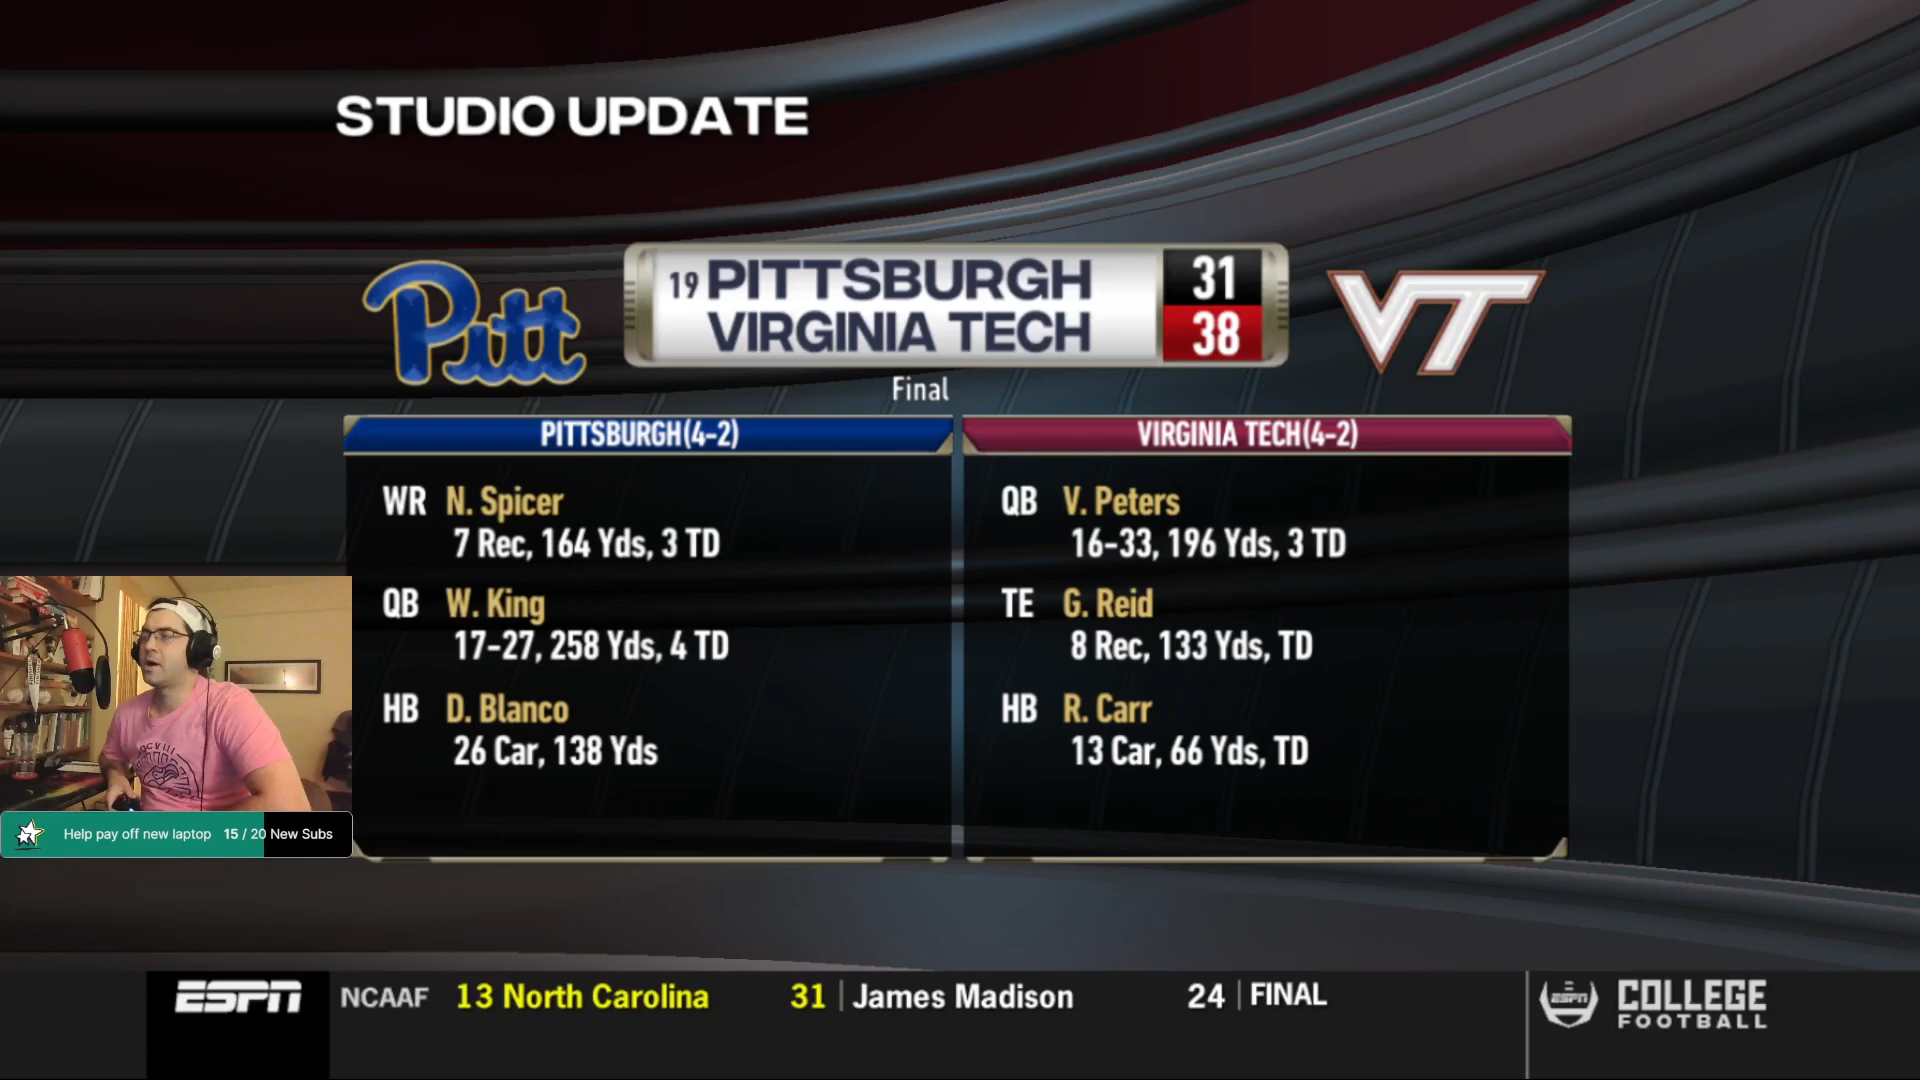 STUDIO UPDATE
Pitt
19 PITTSBURGH 31
VIRGINIA TECH 38
VT
Final
PITTSBURGH(4-2)
WR N. Spicer
7 Rec, 164 Yds, 3 TD
QB W. King
17-27, 258 Yds, 4 TD
HB D. Blanco
26 Car, 138 Yds
VIRGINIA TECH(4-2)
QB V. Peters
16-33, 196 Yds, 3 TD
TE G. Reid
8 Rec, 133 Yds, TD
HB R. Carr
13 Car, 66 Yds, TD
CVIII
Help pay off new laptop 15 / 20 New Subs
ESPN NCAAF 13 North Carolina 31 James Madison 24 FINAL
ESPN COLLEGE
FOOTBALL